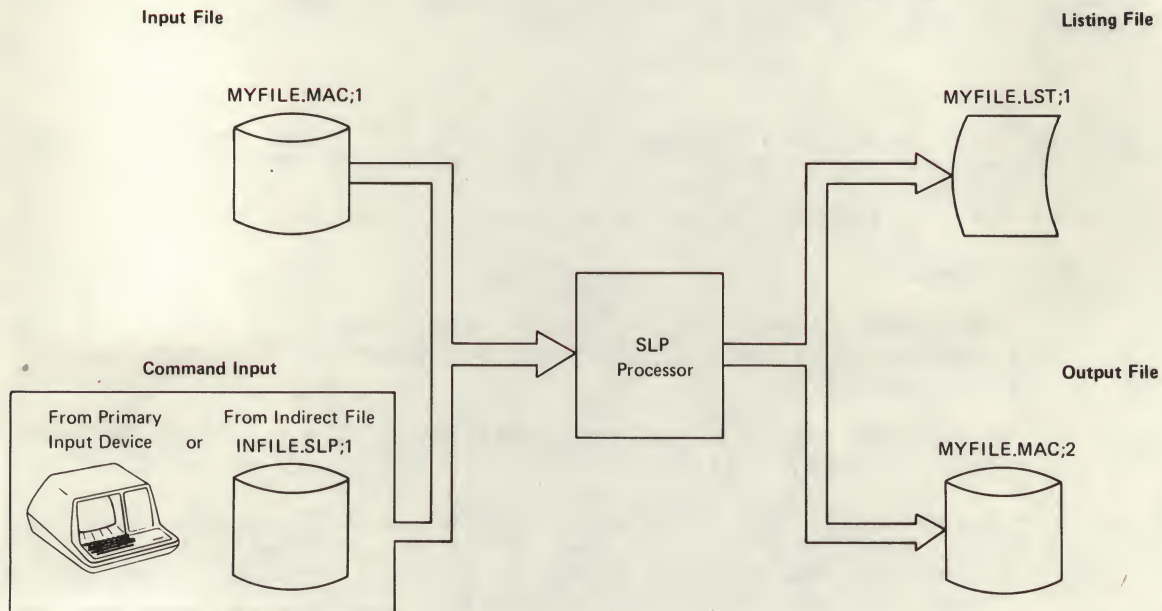 Input File
Listing File
MYFILE.MAC;1
MYFILE.LST;1
SLP
Processor
Command Input
Output File
From Primary
Input Device
or
From Indirect File
INFILE.SLP;1
MYFILE.MAC;2